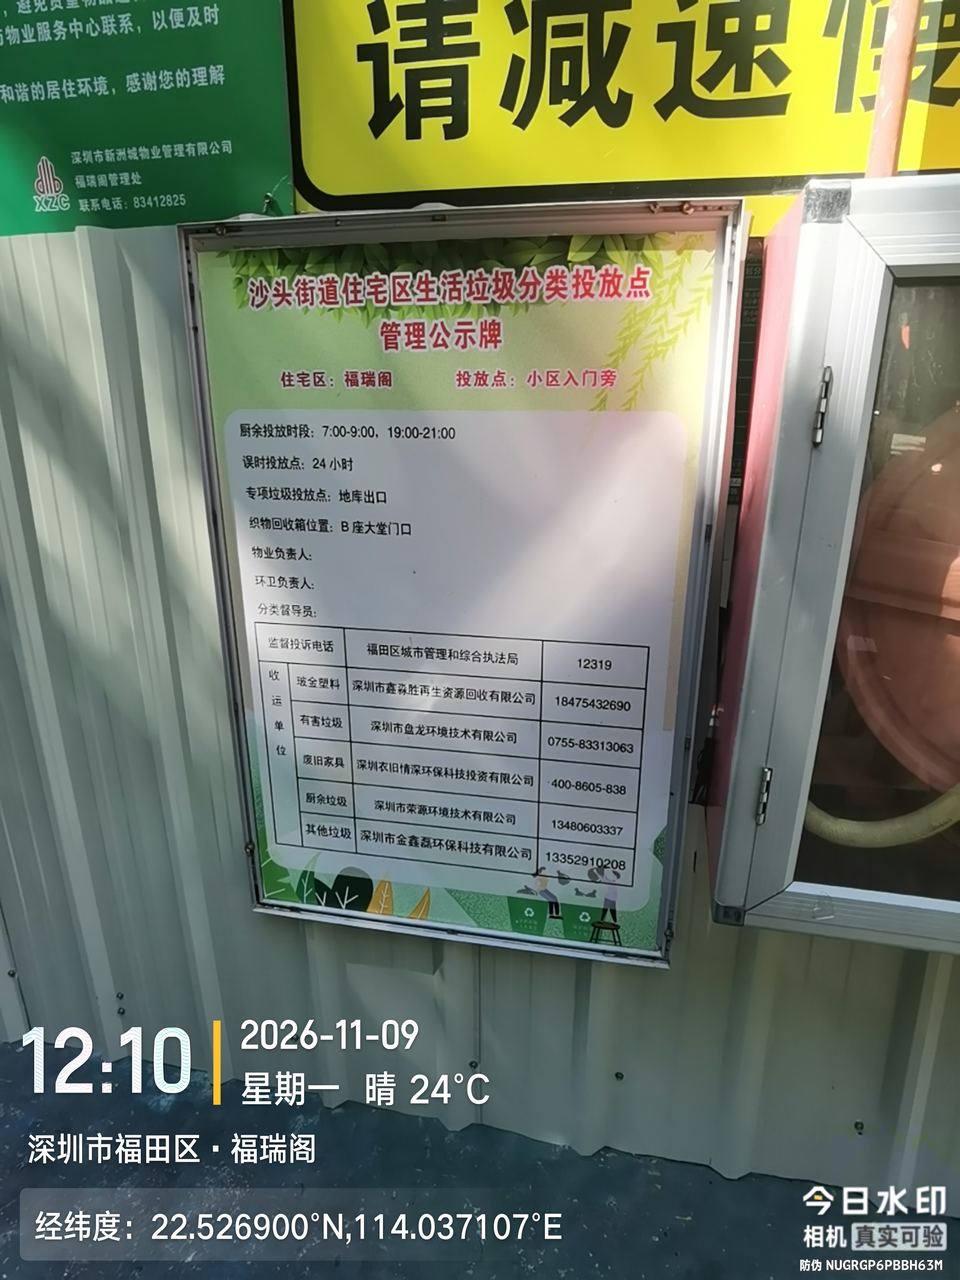 避免贵重物品
物业服务中心联系，以便及时
和谐的居住环境，感谢您的理解
深圳市新洲城物业管理有限公司
福瑞阁管理处
联系电话：83412825
XZC
请减速慢
沙头街道住宅区生活垃圾分类投放点
管理公示牌
住宅区：福瑞阁 投放点：小区入门旁
厨余投放时段：7:00-9:00，19:00-21:00
误时投放点：24小时
专项垃圾投放点：地库出口
织物回收箱位置：B座大堂门口
物业负责人：
环卫负责人：
分类督导员：
监督投诉电话 福田区城市管理和综合执法局 12319
收运单位
玻金塑料 深圳市鑫淼胜再生资源回收有限公司 18475432690
有害垃圾 深圳市盘龙环境技术有限公司 0755-83313063
废旧家具 深圳衣旧情深环保科技投资有限公司 400-8605-838
厨余垃圾 深圳市荣源环境技术有限公司 13480603337
其他垃圾 深圳市金鑫磊环保科技有限公司 13352910208
12:10
2026-11-09
星期一 晴 24°C
深圳市福田区·福瑞阁
经纬度：22.526900°N,114.037107°E
今日水印
相机 真实可验
防伪 NUGRGP6PBBH63M